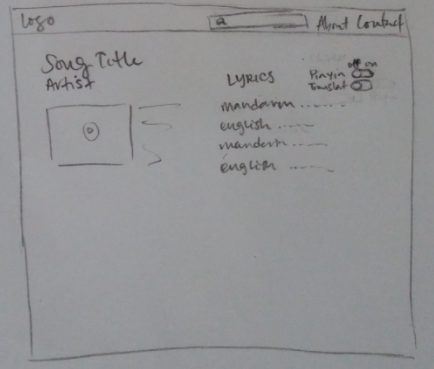 Logo
About Contact
Song Title
Artist
LYRICS
off on
Pinyin
Translat
mandarin
english
mandarin
english